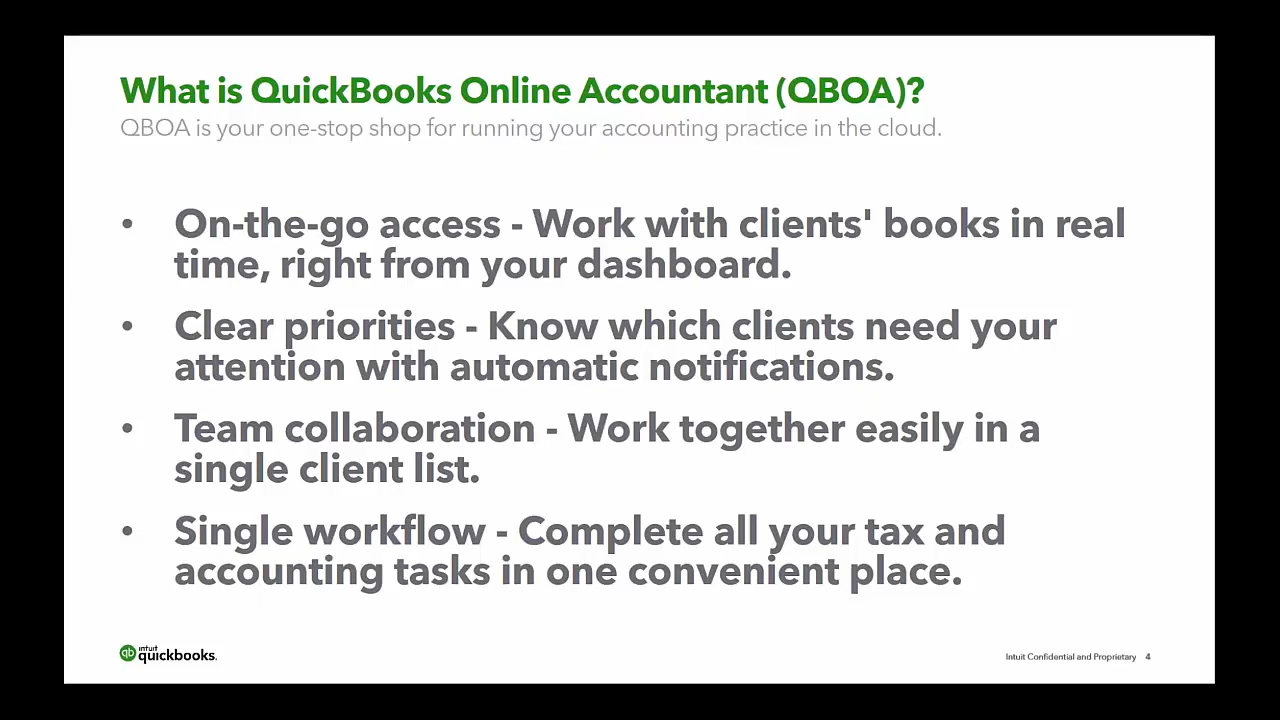 What is QuickBooks Online Accountant (QBOA)?
QBOA is your one-stop shop for running your accounting practice in the cloud.
• On-the-go access - Work with clients' books in real
time, right from your dashboard.
• Clear priorities - Know which clients need your
attention with automatic notifications.
• Team collaboration - Work together easily in a
single client list.
• Single workflow - Complete all your tax and
accounting tasks in one convenient place.
qb intuit
quickbooks.
Intuit Confidential and Proprietary 4